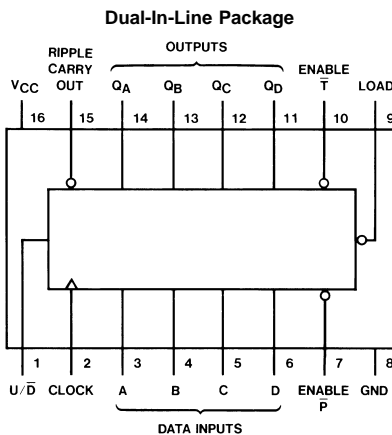 Dual-In-Line Package
OUTPUTS
RIPPLE CARRY OUT
ENABLE T̅
VCC QA QB QC QD LOAD
16 15 14 13 12 11 10 9
1 2 3 4 5 6 7 8
U/D̅ CLOCK A B C D ENABLE P̅ GND
DATA INPUTS